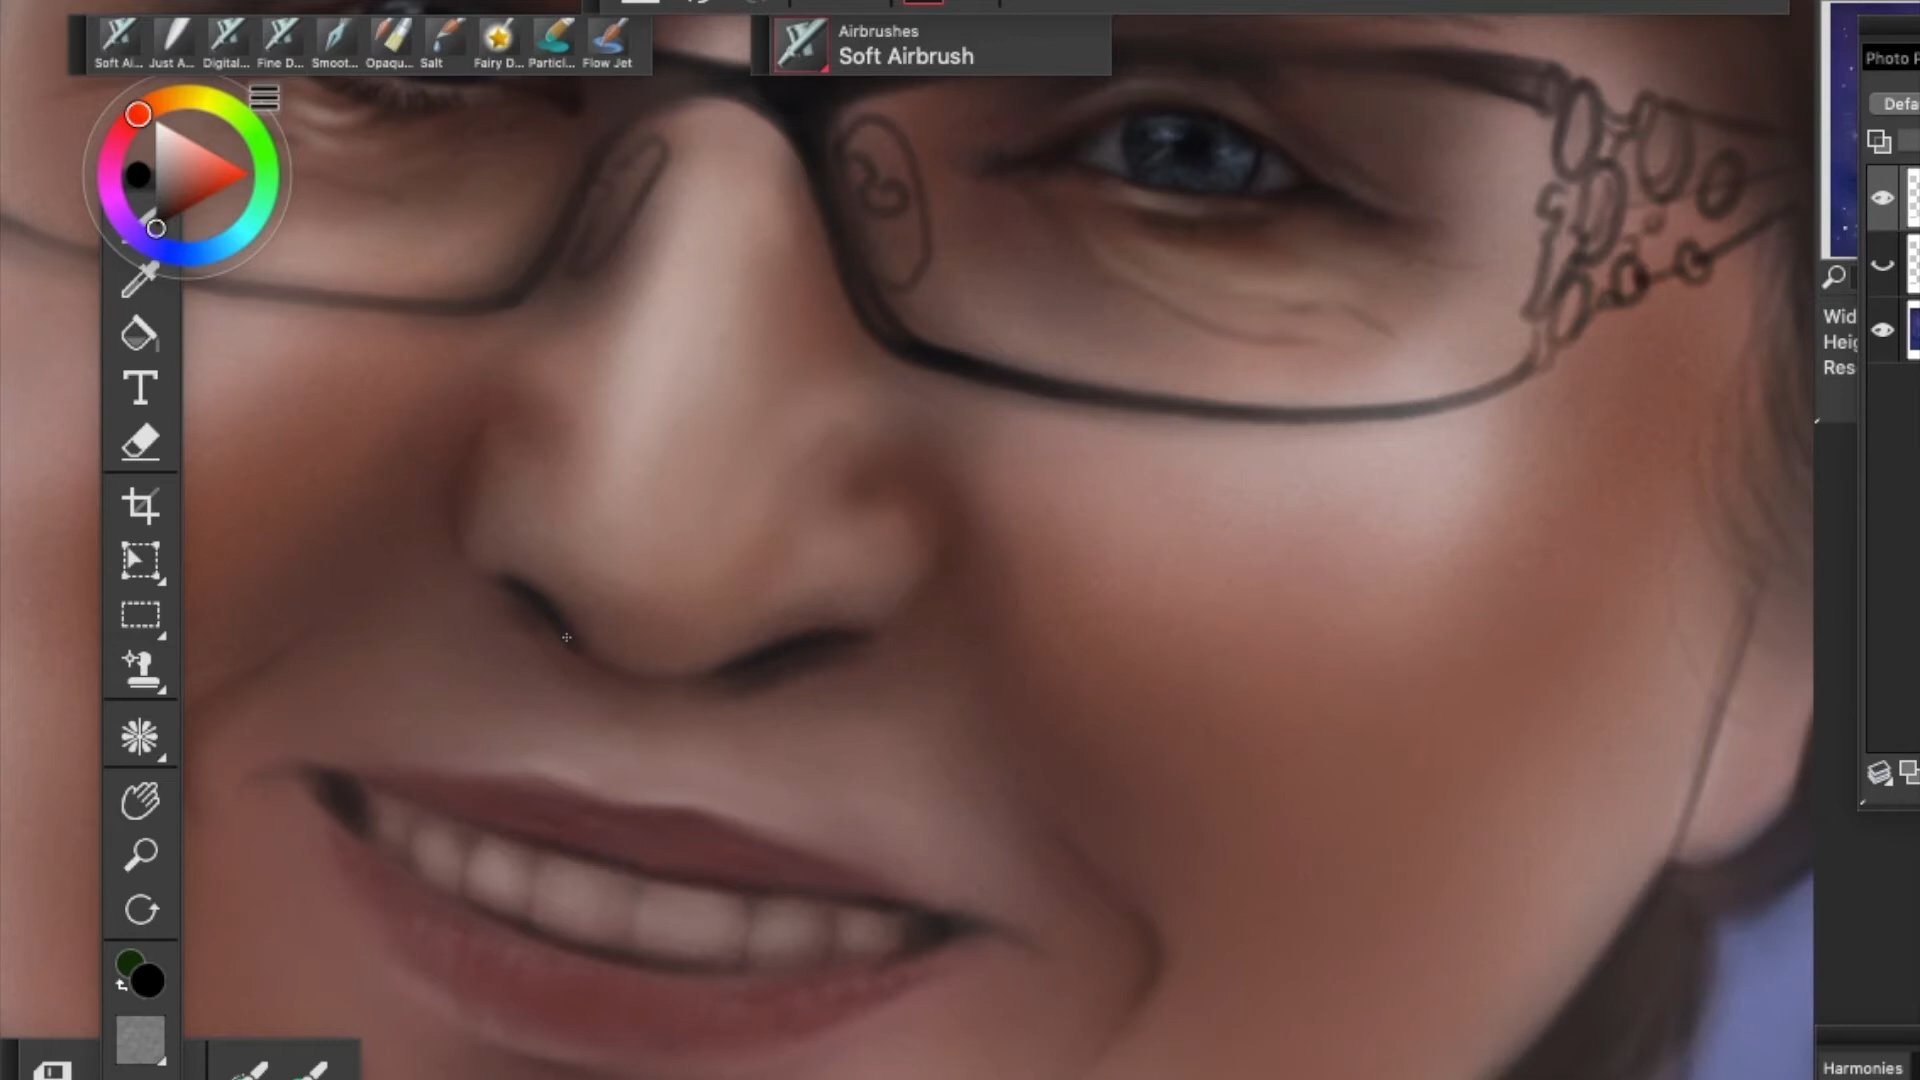 Airbrushes
Soft Airbrush
Soft Ai...
Just A...
Digital...
Fine D...
Smoot...
Opaqu...
Salt
Fairy D...
Particl...
Flow Jet
Photo
Defa
Wid
Heig
Res
T
Harmonies